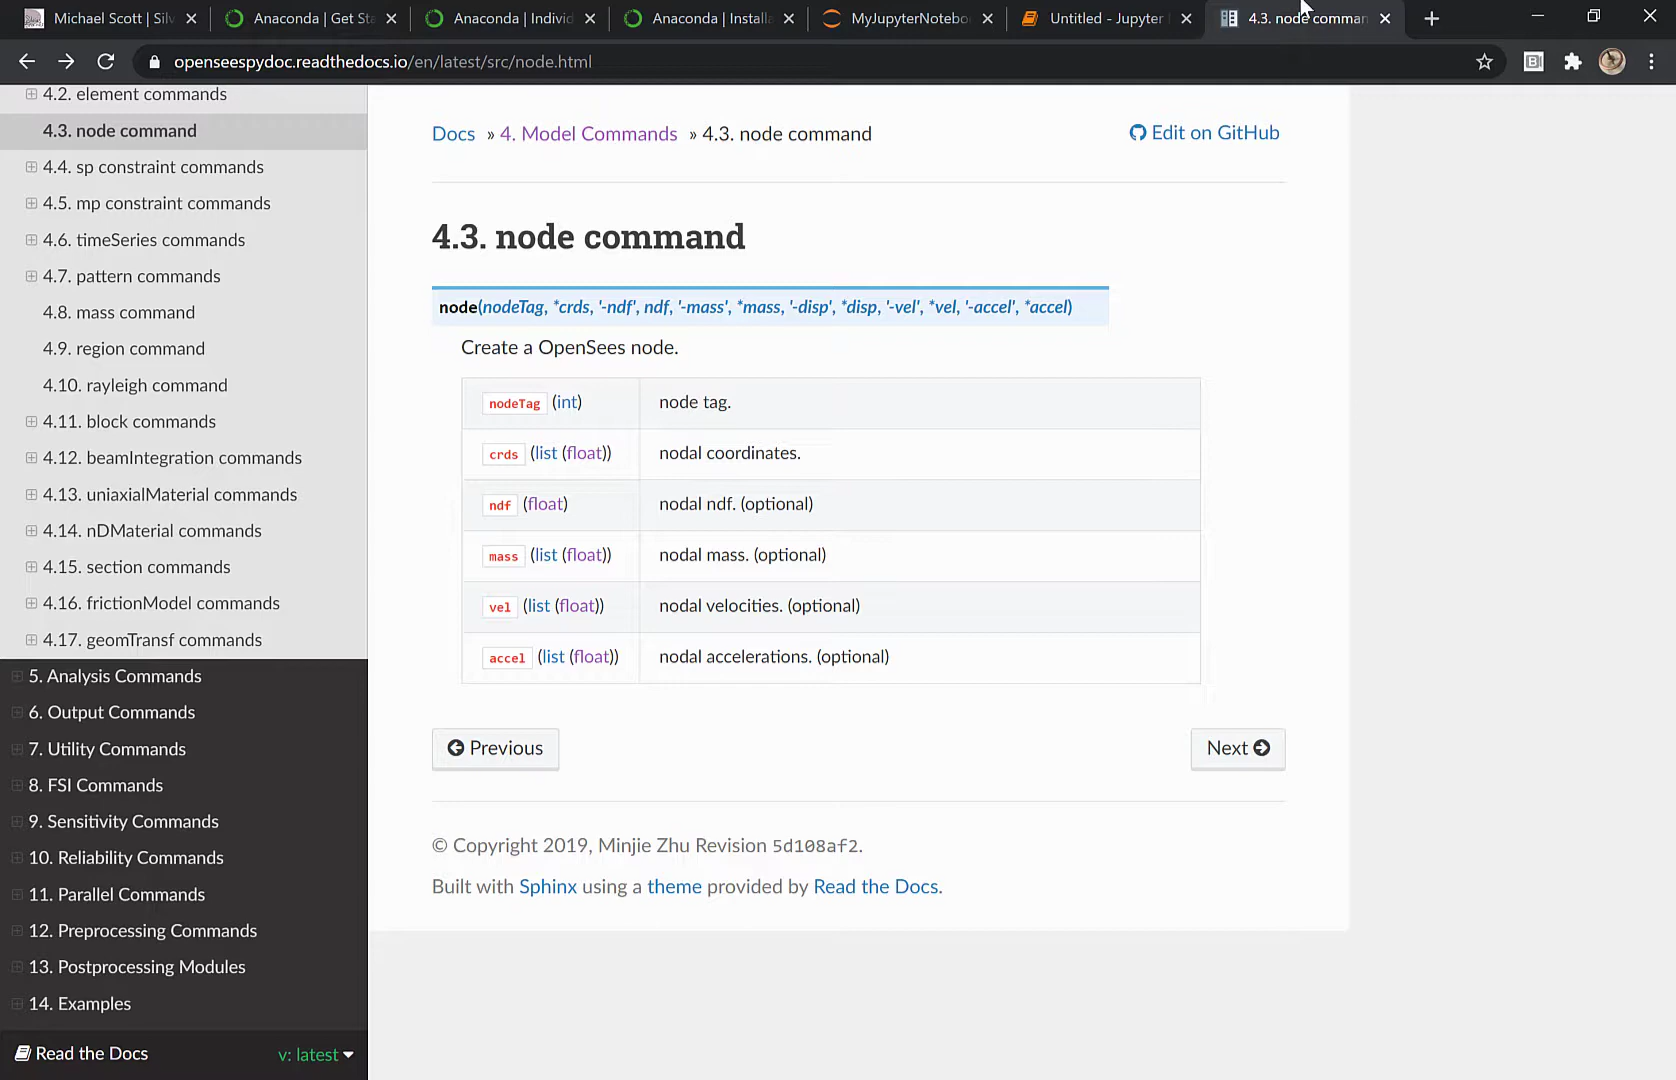 Michael Scott | Sil
Anaconda | Get St
Anaconda | Individ
Anaconda | Installa
MyJupyterNotebo
Untitled - Jupyter
4.3. node comman
openseespydoc.readthedocs.io/en/latest/src/node.html
4.2. element commands
4.3. node command
4.4. sp constraint commands
4.5. mp constraint commands
4.6. timeSeries commands
4.7. pattern commands
4.8. mass command
4.9. region command
4.10. rayleigh command
4.11. block commands
4.12. beamIntegration commands
4.13. uniaxialMaterial commands
4.14. nDMaterial commands
4.15. section commands
4.16. frictionModel commands
4.17. geomTransf commands
5. Analysis Commands
6. Output Commands
7. Utility Commands
8. FSI Commands
9. Sensitivity Commands
10. Reliability Commands
11. Parallel Commands
12. Preprocessing Commands
13. Postprocessing Modules
14. Examples
Read the Docs v: latest
Docs » 4. Model Commands » 4.3. node command
Edit on GitHub
4.3. node command
node(nodeTag, *crds, '-ndf', ndf, '-mass', *mass, '-disp', *disp, '-vel', *vel, '-accel', *accel)
Create a OpenSees node.
nodeTag (int) node tag.
crds (list (float)) nodal coordinates.
ndf (float) nodal ndf. (optional)
mass (list (float)) nodal mass. (optional)
vel (list (float)) nodal velocities. (optional)
accel (list (float)) nodal accelerations. (optional)
Previous
Next
© Copyright 2019, Minjie Zhu Revision 5d108af2.
Built with Sphinx using a theme provided by Read the Docs.